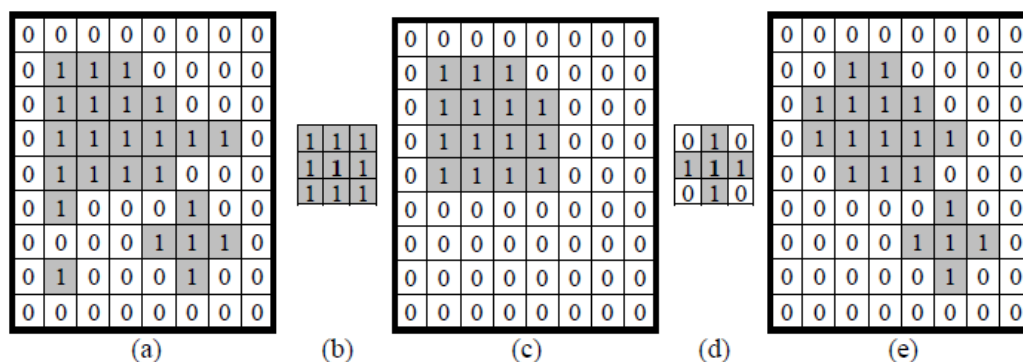 0 0 0 0 0 0 0 0
0 1 1 1 0 0 0 0
0 1 1 1 1 0 0 0
0 1 1 1 1 1 1 0
0 1 1 1 1 0 0 0
0 1 0 0 0 1 0 0
0 0 0 0 1 1 1 0
0 1 0 0 0 1 0 0
0 0 0 0 0 0 0 0
(a)
1 1 1
1 1 1
1 1 1
(b)
0 0 0 0 0 0 0 0
0 1 1 1 0 0 0 0
0 1 1 1 1 0 0 0
0 1 1 1 1 0 0 0
0 1 1 1 1 0 0 0
0 0 0 0 0 0 0 0
0 0 0 0 0 0 0 0
0 0 0 0 0 0 0 0
0 0 0 0 0 0 0 0
(c)
0 1 0
1 1 1
0 1 0
(d)
0 0 0 0 0 0 0 0
0 0 1 1 0 0 0 0
0 1 1 1 1 0 0 0
0 1 1 1 1 1 0 0
0 0 1 1 1 0 0 0
0 0 0 0 0 1 0 0
0 0 0 0 1 1 1 0
0 0 0 0 0 1 0 0
0 0 0 0 0 0 0 0
(e)